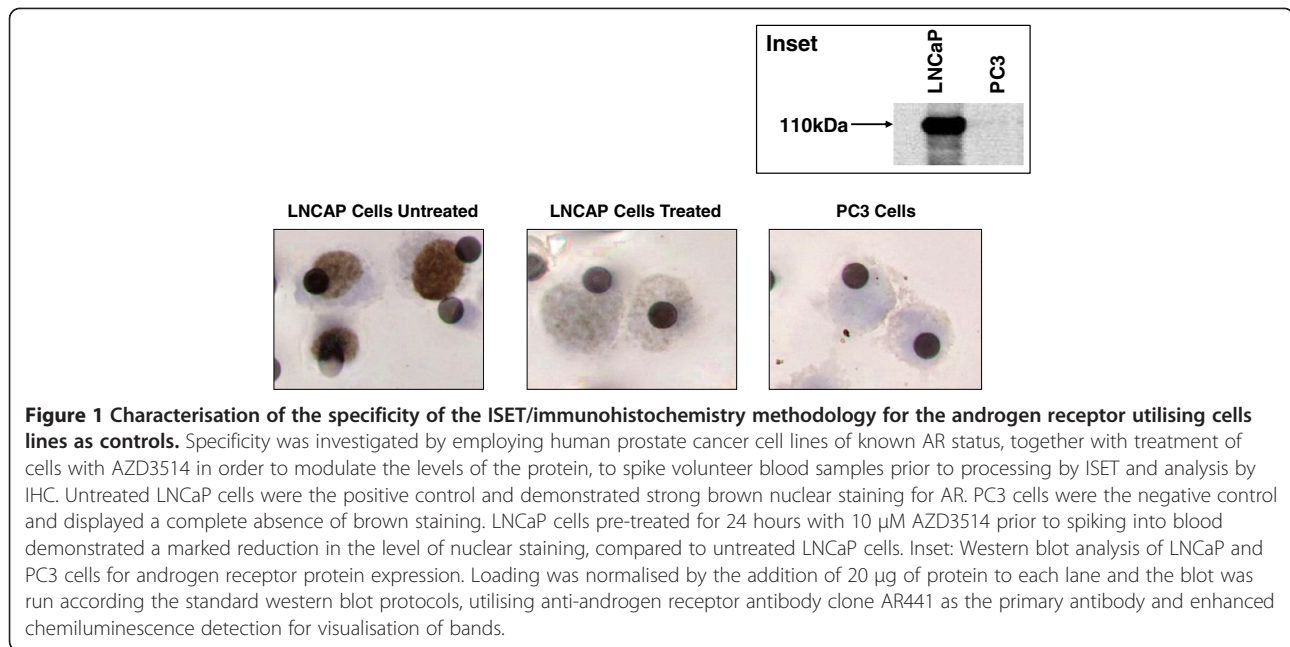 Inset
LNCaP
PC3
110kDa
LNCAP Cells Untreated
LNCAP Cells Treated
PC3 Cells
Figure 1 Characterisation of the specificity of the ISET/immunohistochemistry methodology for the androgen receptor utilising cells
lines as controls. Specificity was investigated by employing human prostate cancer cell lines of known AR status, together with treatment of
cells with AZD3514 in order to modulate the levels of the protein, to spike volunteer blood samples prior to processing by ISET and analysis by
IHC. Untreated LNCaP cells were the positive control and demonstrated strong brown nuclear staining for AR. PC3 cells were the negative control
and displayed a complete absence of brown staining. LNCaP cells pre-treated for 24 hours with 10 μM AZD3514 prior to spiking into blood
demonstrated a marked reduction in the level of nuclear staining, compared to untreated LNCaP cells. Inset: Western blot analysis of LNCaP and
PC3 cells for androgen receptor protein expression. Loading was normalised by the addition of 20 μg of protein to each lane and the blot was
run according the standard western blot protocols, utilising anti-androgen receptor antibody clone AR441 as the primary antibody and enhanced
chemiluminescence detection for visualisation of bands.